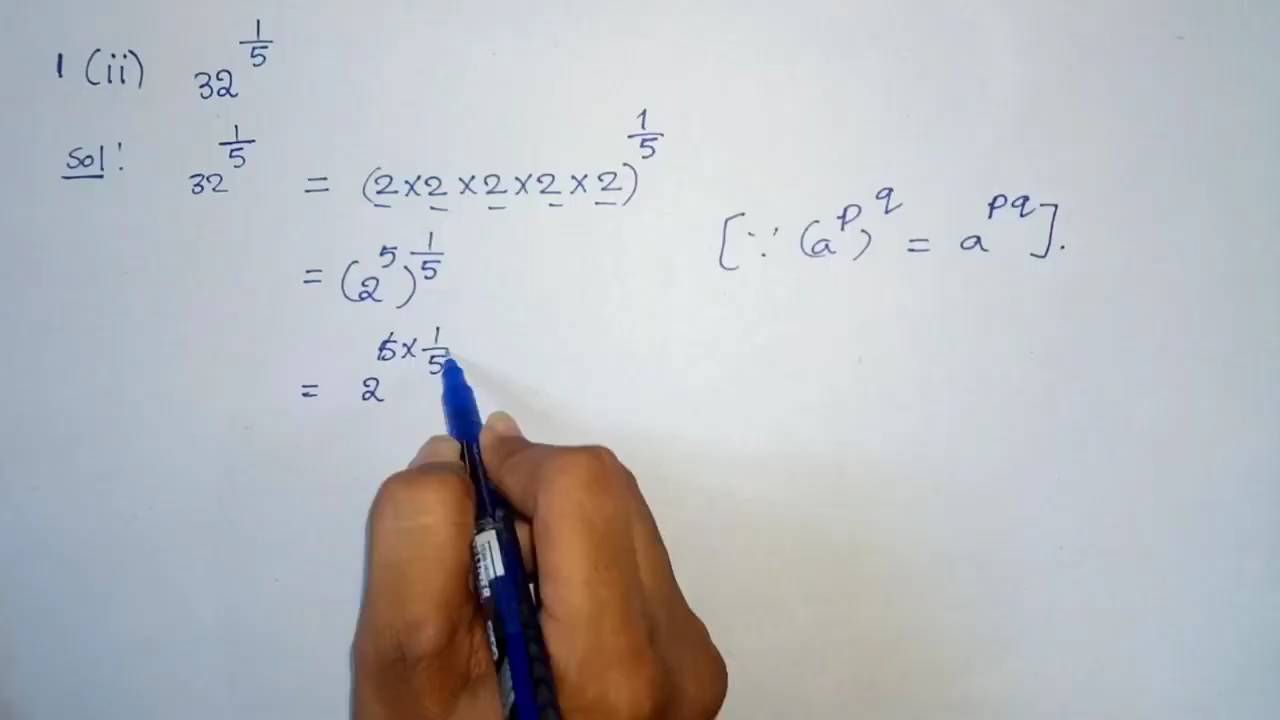 1 (ii) 32^{1/5}
Sol: 32^{1/5} = (2×2×2×2×2)^{1/5}
= (2^5)^{1/5} [∵ (a^p)^q = a^{pq}].
= 2^{5×1/5}